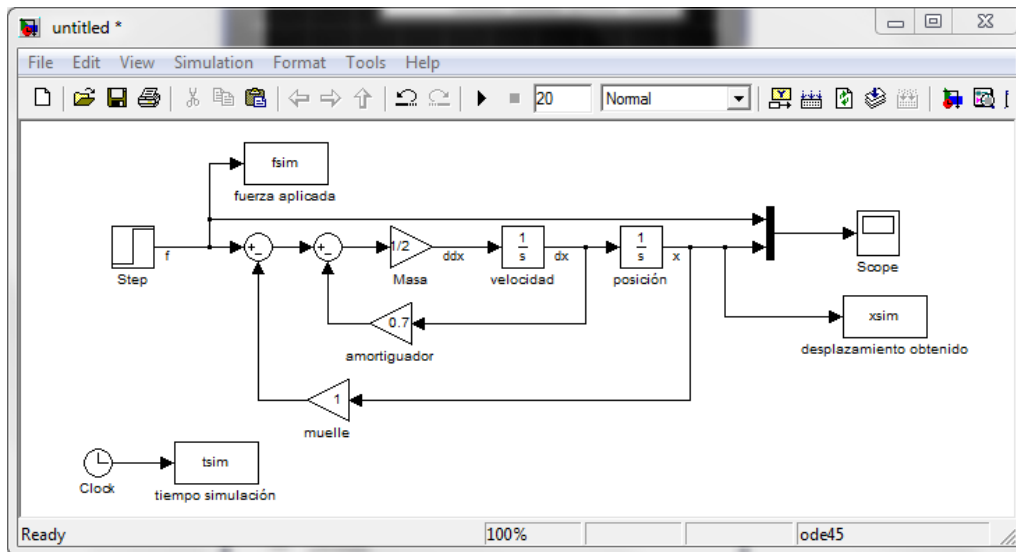 untitled *
File Edit View Simulation Format Tools Help
20 Normal
fsim
fuerza aplicada
Step
f
+
−
+
−
1/2
Masa
ddx
1
s
velocidad
dx
1
s
posición
x
Scope
0.7
amortiguador
xsim
desplazamiento obtenido
1
muelle
Clock
tsim
tiempo simulación
Ready 100% ode45